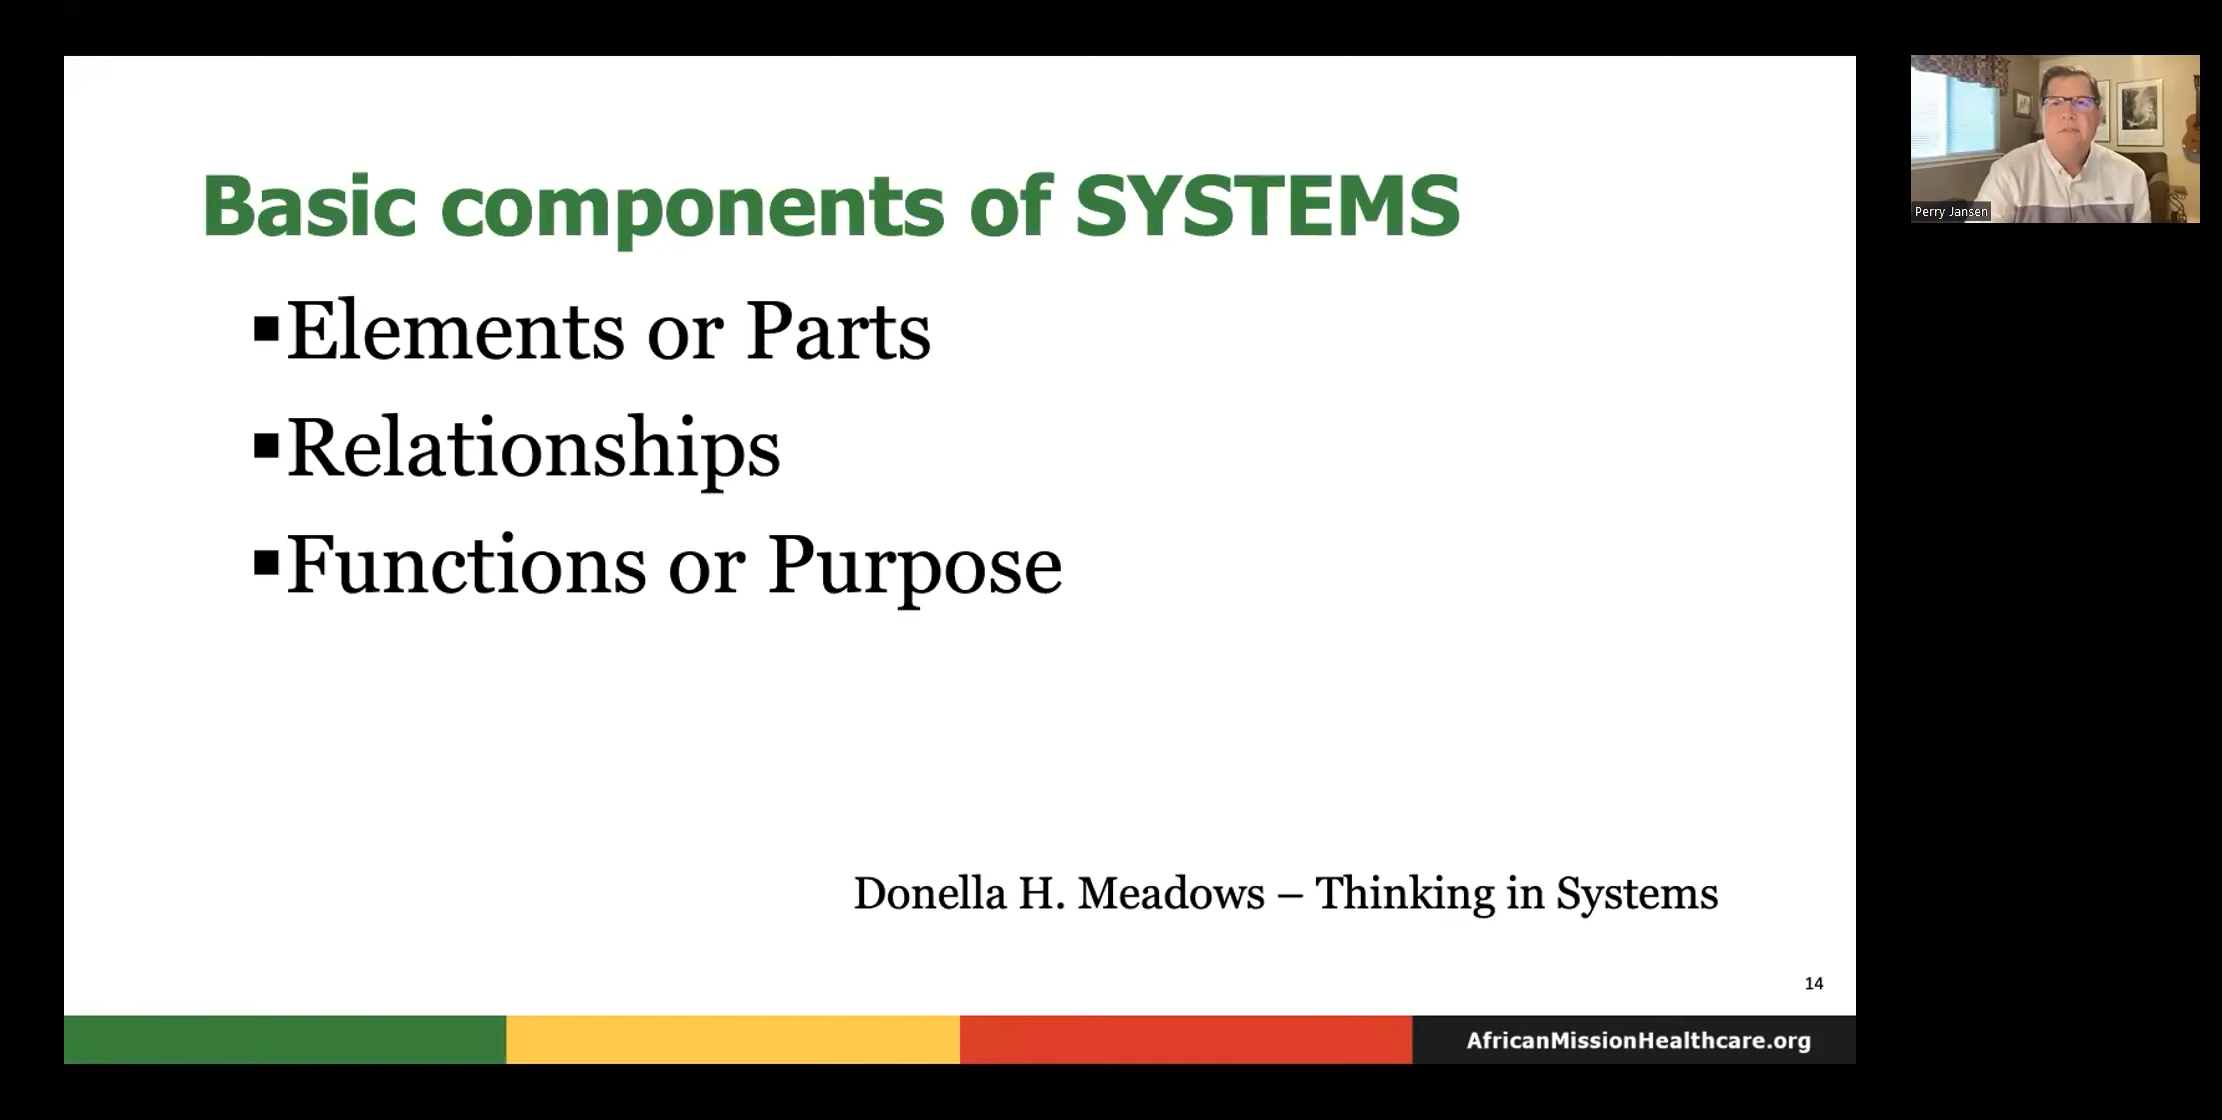 Basic components of SYSTEMS
▪Elements or Parts
▪Relationships
▪Functions or Purpose
Donella H. Meadows – Thinking in Systems
14
AfricanMissionHealthcare.org
Perry Jansen